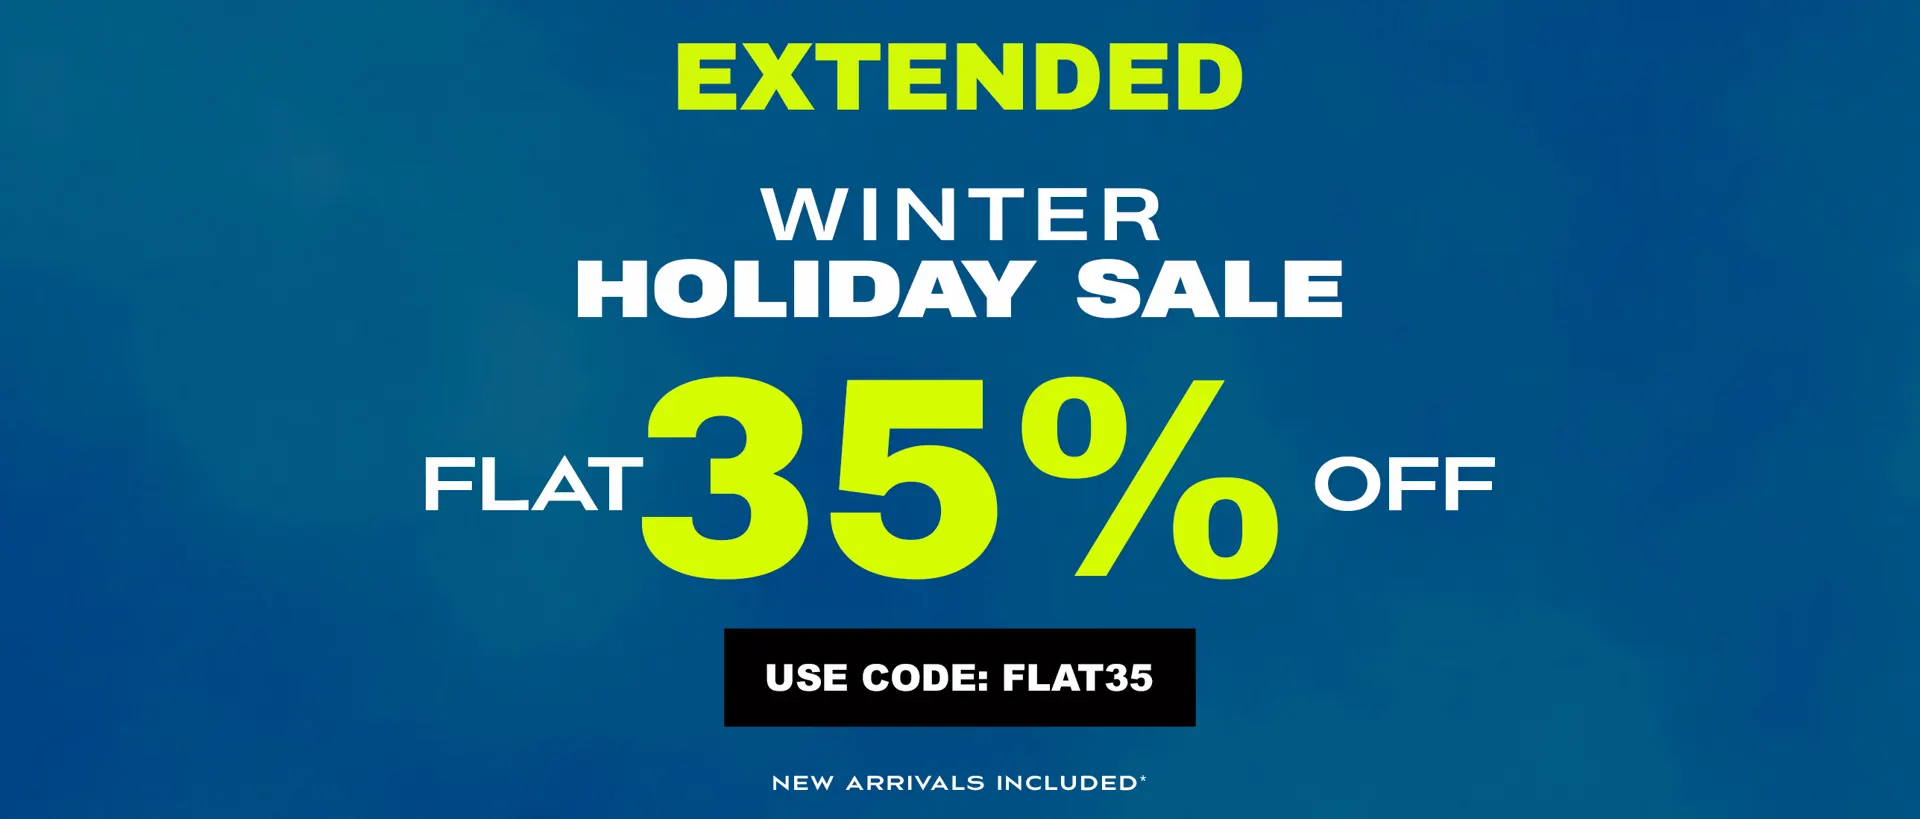 EXTENDED
WINTER
HOLIDAY SALE
FLAT 35% OFF
USE CODE: FLAT35
NEW ARRIVALS INCLUDED*